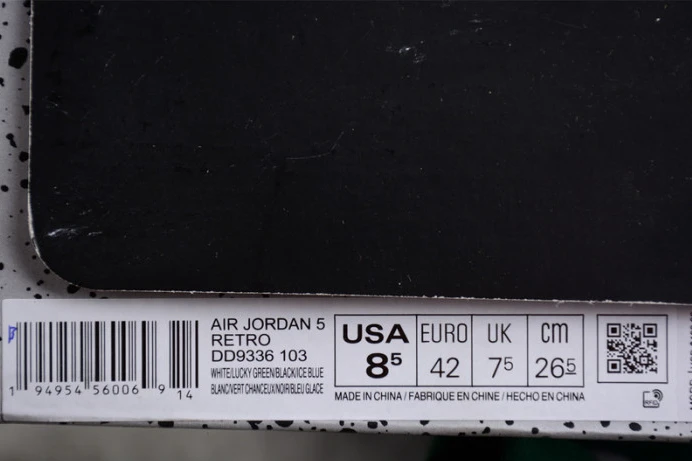 AIR JORDAN 5
RETRO
DD9336 103
WHITE/LUCKY GREEN/BLACK/ICE BLUE
BLANC/VERT CHANCEUX/NOIR/BLEU GLACE
1 94954 56006 9 14
USA EURO UK cm
85 42 75 265
MADE IN CHINA / FABRIQUE EN CHINE / HECHO EN CHINA
RFID